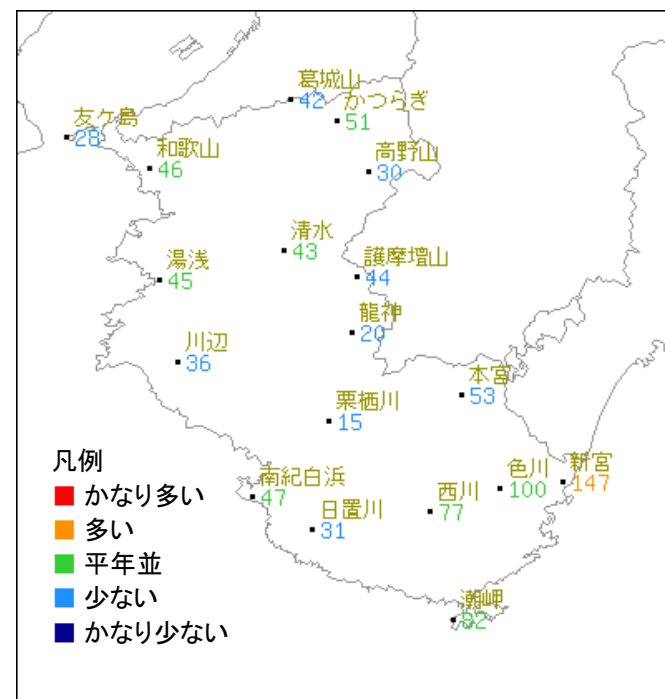 葛城山
42
かつらぎ
51
友ケ島
28
和歌山
46
高野山
30
清水
43
湯浅
45
護摩壇山
44
龍神
20
川辺
36
本宮
53
栗栖川
15
南紀白浜
47
日置川
31
西川
77
色川
100
新宮
147
潮岬
82
凡例
かなり多い
多い
平年並
少ない
かなり少ない